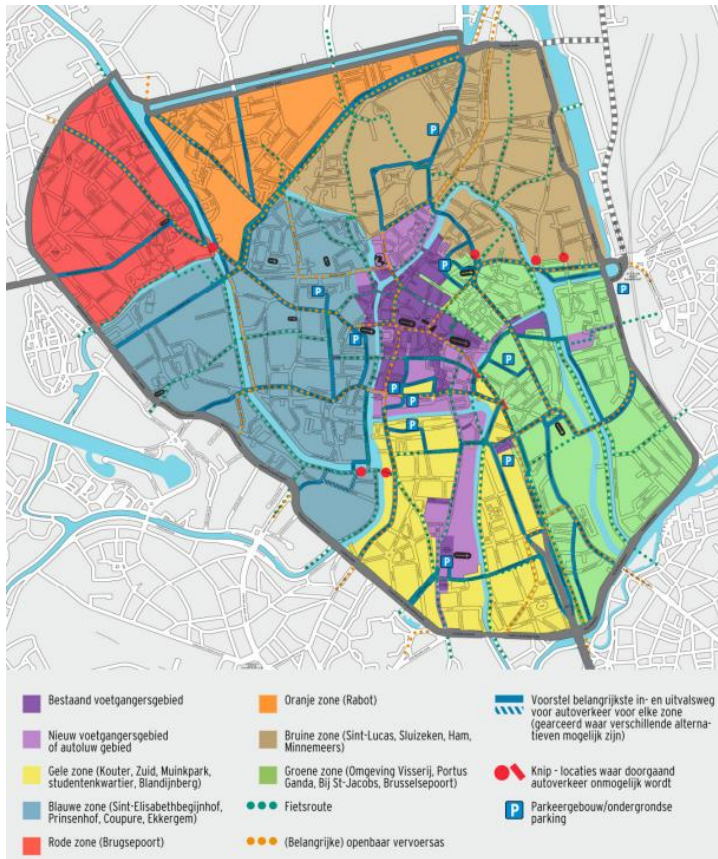 P
P
P
P
P
P
P
P
P
P
P
Bestaand voetgangersgebied
Nieuw voetgangersgebied
of autoluw gebied
Gele zone (Kouter, Zuid, Muinkpark,
studentenkwartier, Blandijnberg)
Blauwe zone (Sint-Elisabethbegijnhof,
Prinsenhof, Coupure, Ekkergem)
Rode zone (Brugsepoort)
Oranje zone (Rabot)
Bruine zone (Sint-Lucas, Sluizeken, Ham,
Minnemeers)
Groene zone (Omgeving Visserij, Portus
Ganda, Bij St-Jacobs, Brusselsepoort)
Fietsroute
(Belangrijke) openbaar vervoersas
Voorstel belangrijkste in- en uitvalsweg
voor autoverkeer voor elke zone
(gearceerd waar verschillende alterna-
tieven mogelijk zijn)
Knip - locaties waar doorgaand
autoverkeer onmogelijk wordt
P
Parkeergebouw/ondergrondse
parking